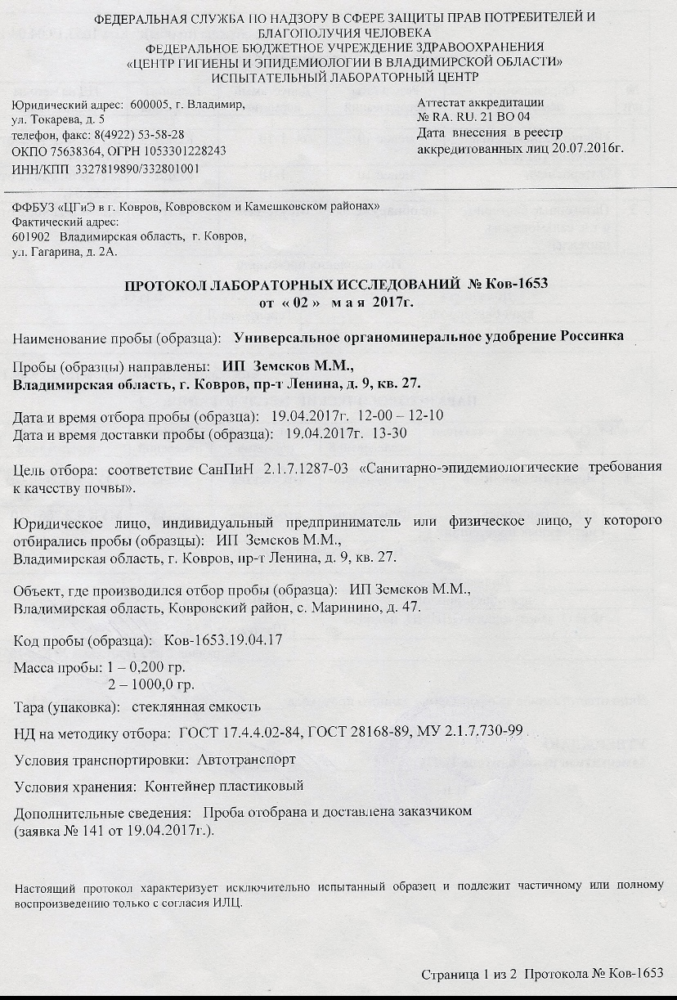 ФЕДЕРАЛЬНАЯ СЛУЖБА ПО НАДЗОРУ В СФЕРЕ ЗАЩИТЫ ПРАВ ПОТРЕБИТЕЛЕЙ И
БЛАГОПОЛУЧИЯ ЧЕЛОВЕКА
ФЕДЕРАЛЬНОЕ БЮДЖЕТНОЕ УЧРЕЖДЕНИЕ ЗДРАВООХРАНЕНИЯ
«ЦЕНТР ГИГИЕНЫ И ЭПИДЕМИОЛОГИИ В ВЛАДИМИРСКОЙ ОБЛАСТИ»
ИСПЫТАТЕЛЬНЫЙ ЛАБОРАТОРНЫЙ ЦЕНТР
Юридический адрес: 600005, г. Владимир,
ул. Токарева, д. 5
телефон, факс: 8(4922) 53-58-28
ОКПО 75638364, ОГРН 1053301228243
ИНН/КПП 3327819890/332801001
Аттестат аккредитации
№ RA. RU. 21 ВО 04
Дата внесения в реестр
аккредитованных лиц 20.07.2016г.
ФФБУЗ «ЦГиЭ в г. Ковров, Ковровском и Камешковском районах»
Фактический адрес:
601902 Владимирская область, г. Ковров,
ул. Гагарина, д. 2А.
ПРОТОКОЛ ЛАБОРАТОРНЫХ ИССЛЕДОВАНИЙ № Ков-1653
от « 02 » м а я 2017г.
Наименование пробы (образца): Универсальное органоминеральное удобрение Россинка
Пробы (образцы) направлены: ИП Земсков М.М.,
Владимирская область, г. Ковров, пр-т Ленина, д. 9, кв. 27.
Дата и время отбора пробы (образца): 19.04.2017г. 12-00 – 12-10
Дата и время доставки пробы (образца): 19.04.2017г. 13-30
Цель отбора: соответствие СанПиН 2.1.7.1287-03 «Санитарно-эпидемиологические требования
к качеству почвы».
Юридическое лицо, индивидуальный предприниматель или физическое лицо, у которого
отбирались пробы (образцы): ИП Земсков М.М.,
Владимирская область, г. Ковров, пр-т Ленина, д. 9, кв. 27.
Объект, где производился отбор пробы (образца): ИП Земсков М.М.,
Владимирская область, Ковровский район, с. Маринино, д. 47.
Код пробы (образца): Ков-1653.19.04.17
Масса пробы: 1 – 0,200 гр.
2 – 1000,0 гр.
Тара (упаковка): стеклянная емкость
НД на методику отбора: ГОСТ 17.4.4.02-84, ГОСТ 28168-89, МУ 2.1.7.730-99
Условия транспортировки: Автотранспорт
Условия хранения: Контейнер пластиковый
Дополнительные сведения: Проба отобрана и доставлена заказчиком
(заявка № 141 от 19.04.2017г.).
Настоящий протокол характеризует исключительно испытанный образец и подлежит частичному или полному
воспроизведению только с согласия ИЛЦ.
Страница 1 из 2 Протокола № Ков-1653